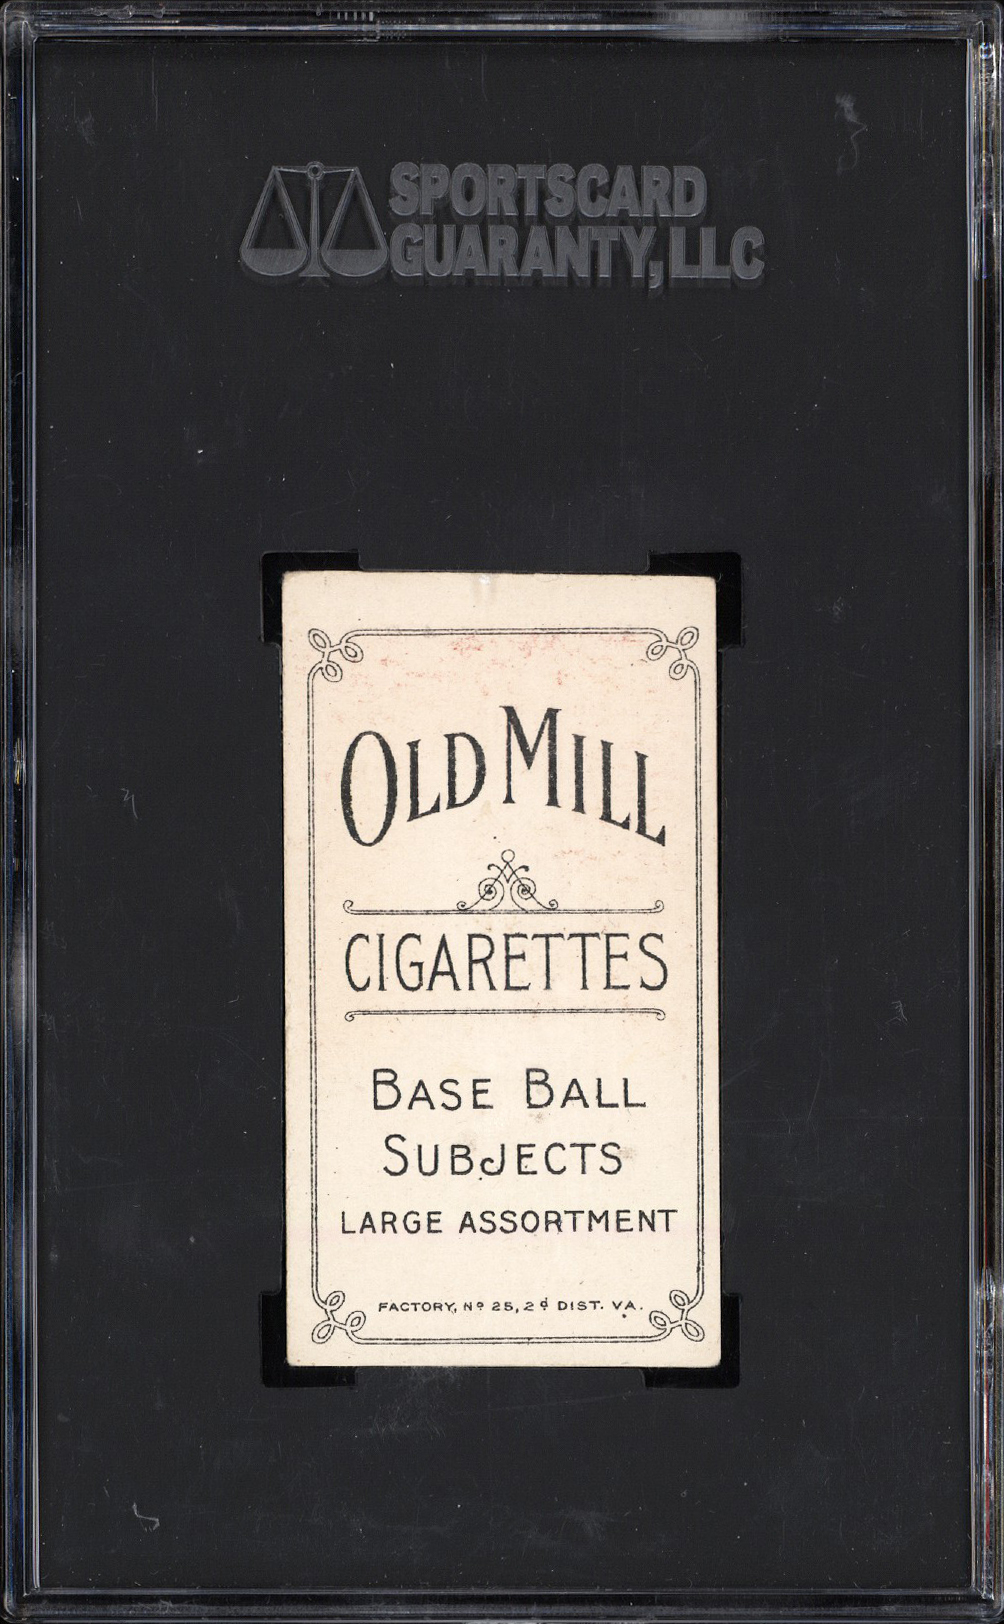 SPORTSCARD
GUARANTY, LLC
OLD MILL
CIGARETTES
BASE BALL
SUBJECTS
LARGE ASSORTMENT
FACTORY, Nº 25, 2d DIST. VA.